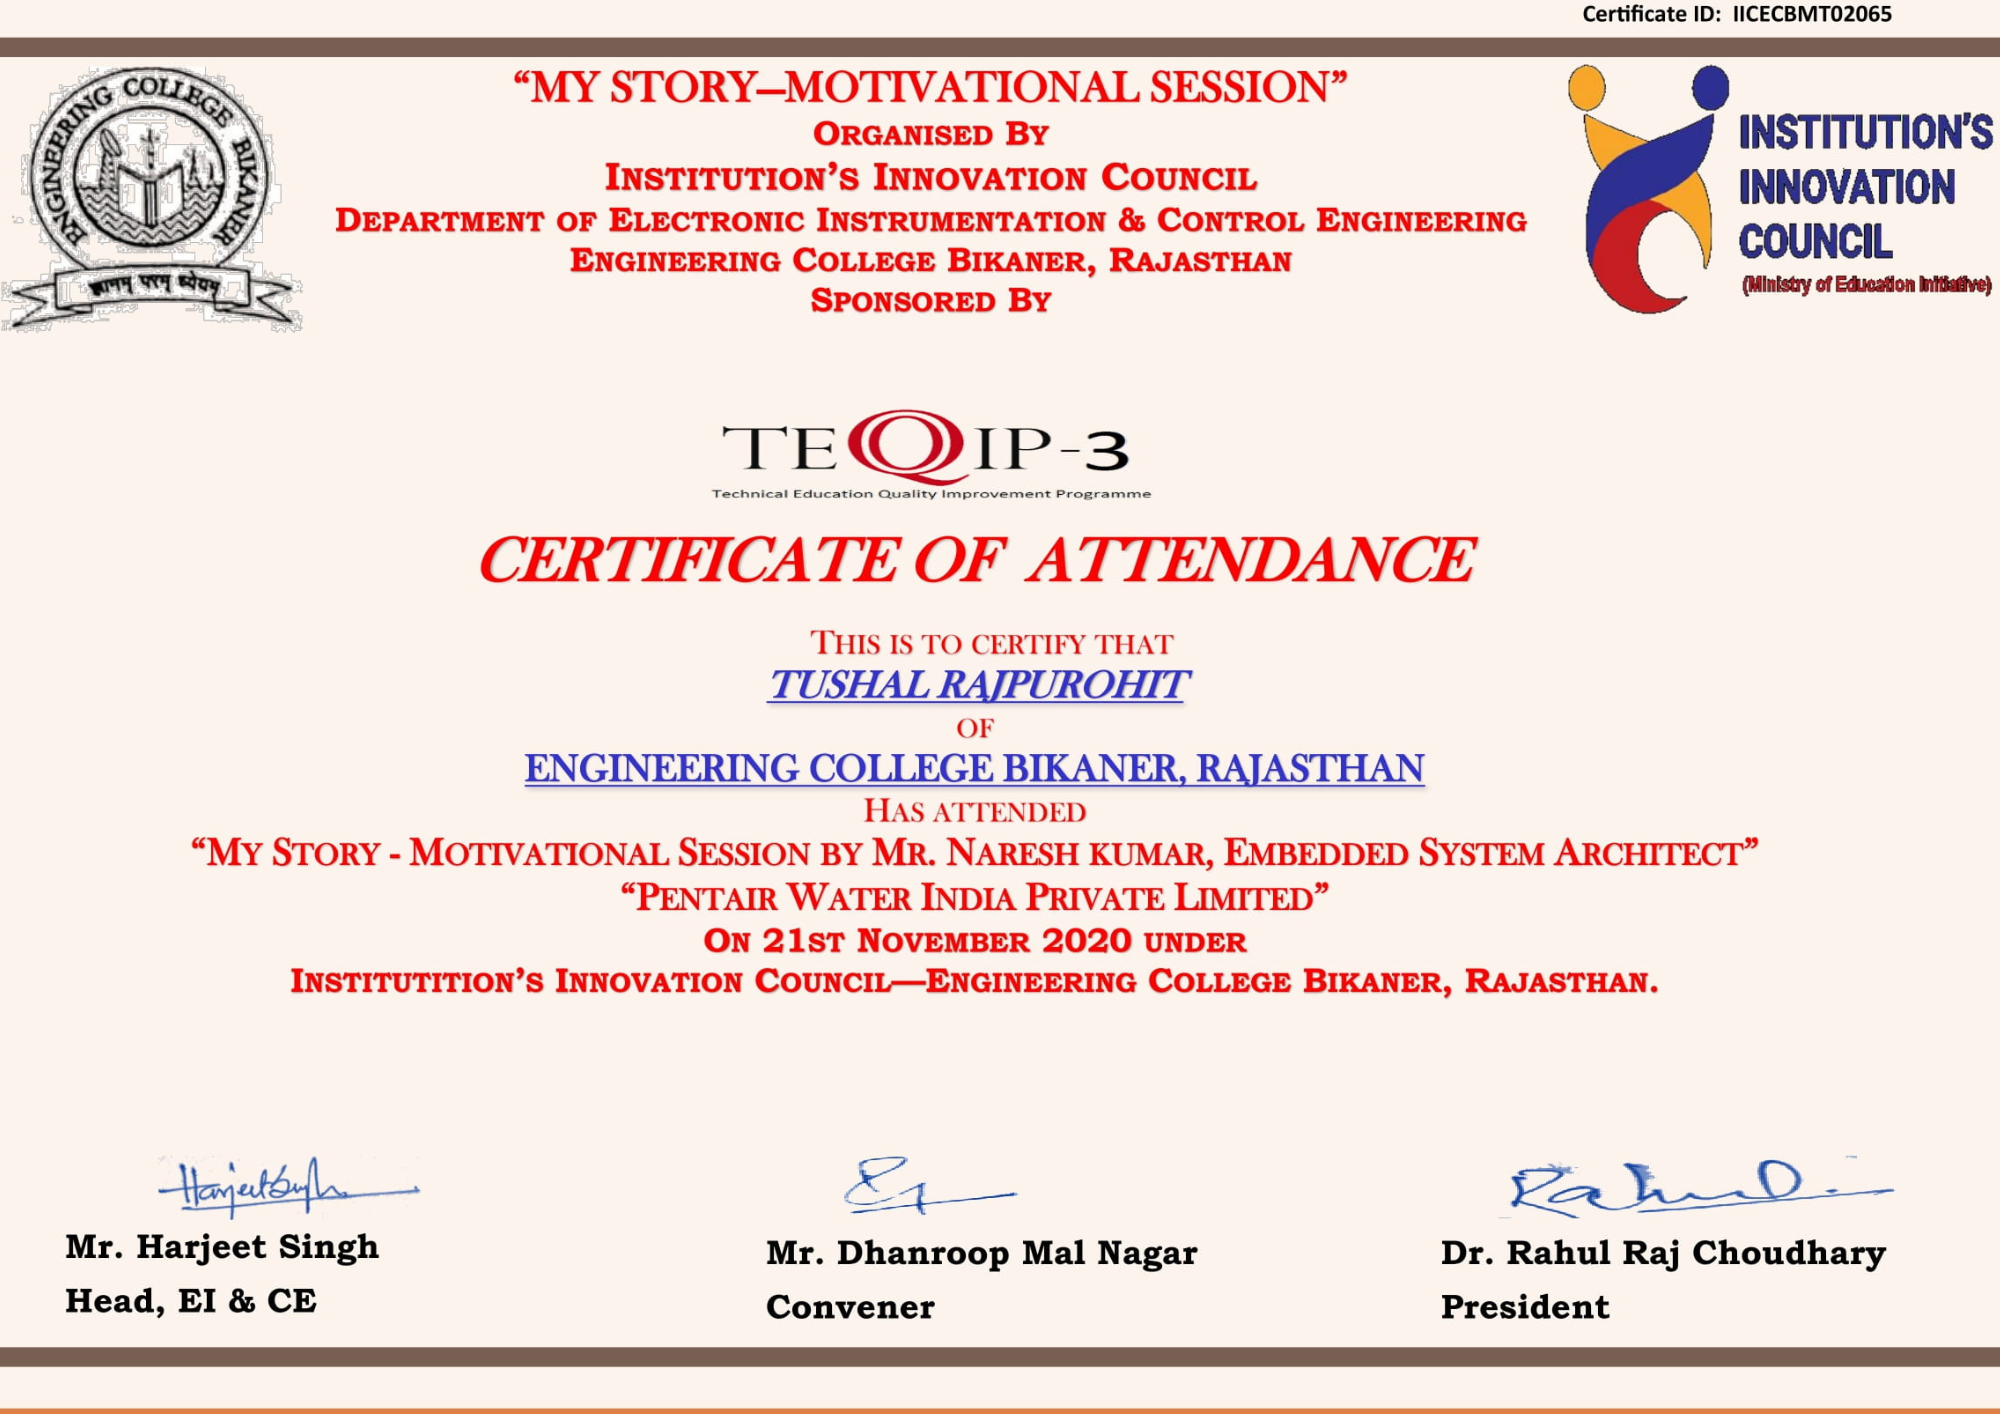 Certificate ID: IICECBMT02065
ENGINEERING COLLEGE BIKANER
ज्ञानम् परम् ध्येयम्
“MY STORY—MOTIVATIONAL SESSION”
ORGANISED BY
INSTITUTION’S INNOVATION COUNCIL
DEPARTMENT OF ELECTRONIC INSTRUMENTATION & CONTROL ENGINEERING
ENGINEERING COLLEGE BIKANER, RAJASTHAN
SPONSORED BY
INSTITUTION’S
INNOVATION
COUNCIL
(Ministry of Education Initiative)
TEQIP-3
Technical Education Quality Improvement Programme
CERTIFICATE OF ATTENDANCE
THIS IS TO CERTIFY THAT
TUSHAL RAJPUROHIT
OF
ENGINEERING COLLEGE BIKANER, RAJASTHAN
HAS ATTENDED
“MY STORY - MOTIVATIONAL SESSION BY MR. NARESH KUMAR, EMBEDDED SYSTEM ARCHITECT”
“PENTAIR WATER INDIA PRIVATE LIMITED”
ON 21ST NOVEMBER 2020 UNDER
INSTITUTITION’S INNOVATION COUNCIL—ENGINEERING COLLEGE BIKANER, RAJASTHAN.
Harjeet Singh
Mr. Harjeet Singh
Head, EI & CE
Mr. Dhanroop Mal Nagar
Convener
Dr. Rahul Raj Choudhary
President